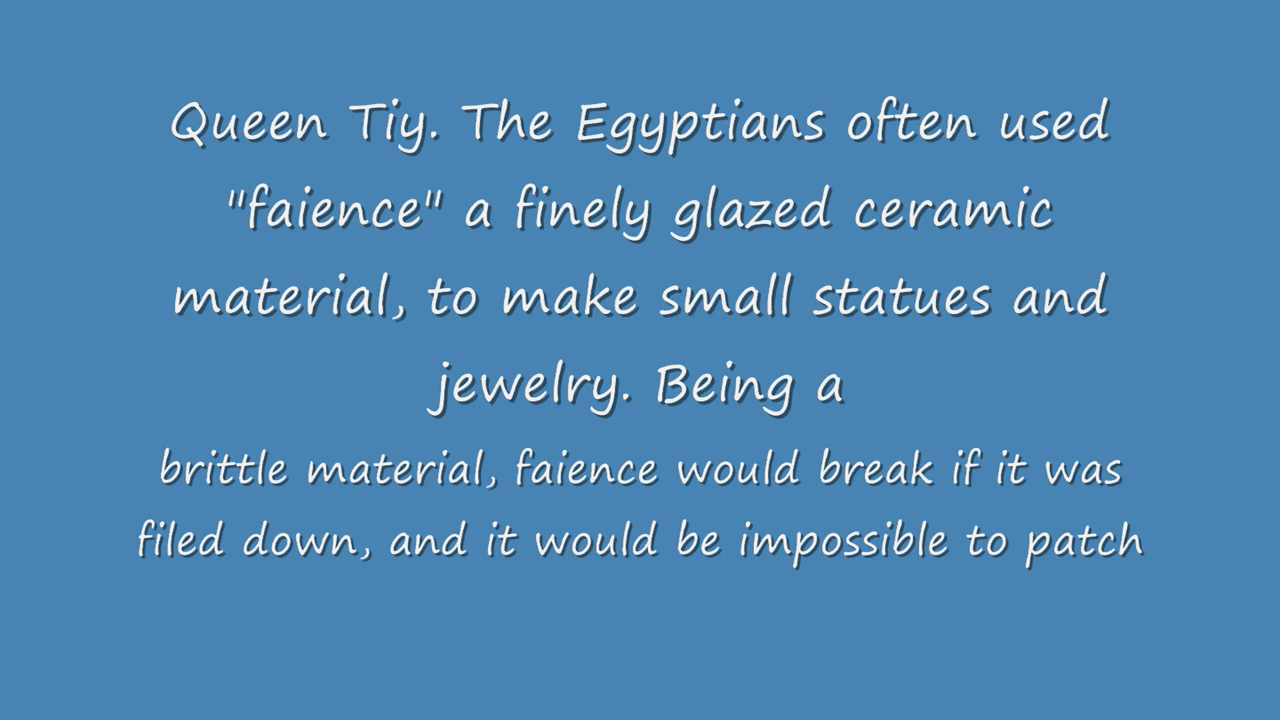 Queen Tiy. The Egyptians often used
"faience" a finely glazed ceramic
material, to make small statues and
jewelry. Being a
brittle material, faience would break if it was
filed down, and it would be impossible to patch